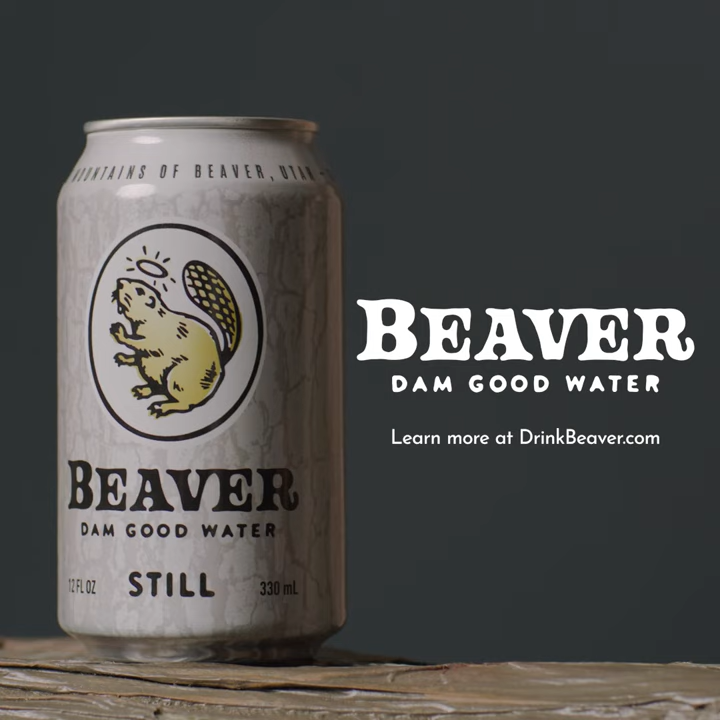 MOUNTAINS OF BEAVER, UTAH
BEAVER
DAM GOOD WATER
12 FL OZ STILL 330 mL
BEAVER
DAM GOOD WATER
Learn more at DrinkBeaver.com